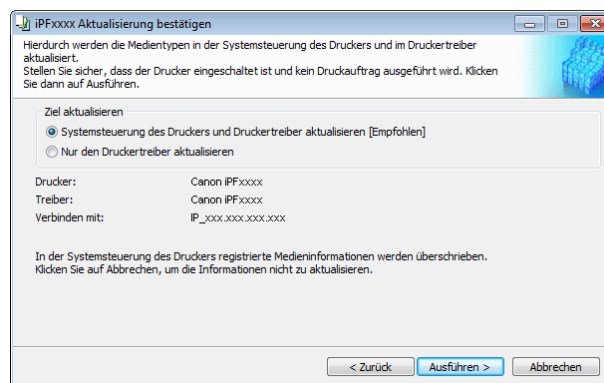 iPFxxxx Aktualisierung bestätigen
Hierdurch werden die Medientypen in der Systemsteuerung des Druckers und im Druckertreiber
aktualisiert.
Stellen Sie sicher, dass der Drucker eingeschaltet ist und kein Druckauftrag ausgeführt wird. Klicken
Sie dann auf Ausführen.
Ziel aktualisieren
Systemsteuerung des Druckers und Druckertreiber aktualisieren [Empfohlen]
Nur den Druckertreiber aktualisieren
Drucker: Canon iPFxxxx
Treiber: Canon iPFxxxx
Verbinden mit: IP_xxx.xxx.xxx.xxx
In der Systemsteuerung des Druckers registrierte Medieninformationen werden überschrieben.
Klicken Sie auf Abbrechen, um die Informationen nicht zu aktualisieren.
< Zurück Ausführen > Abbrechen